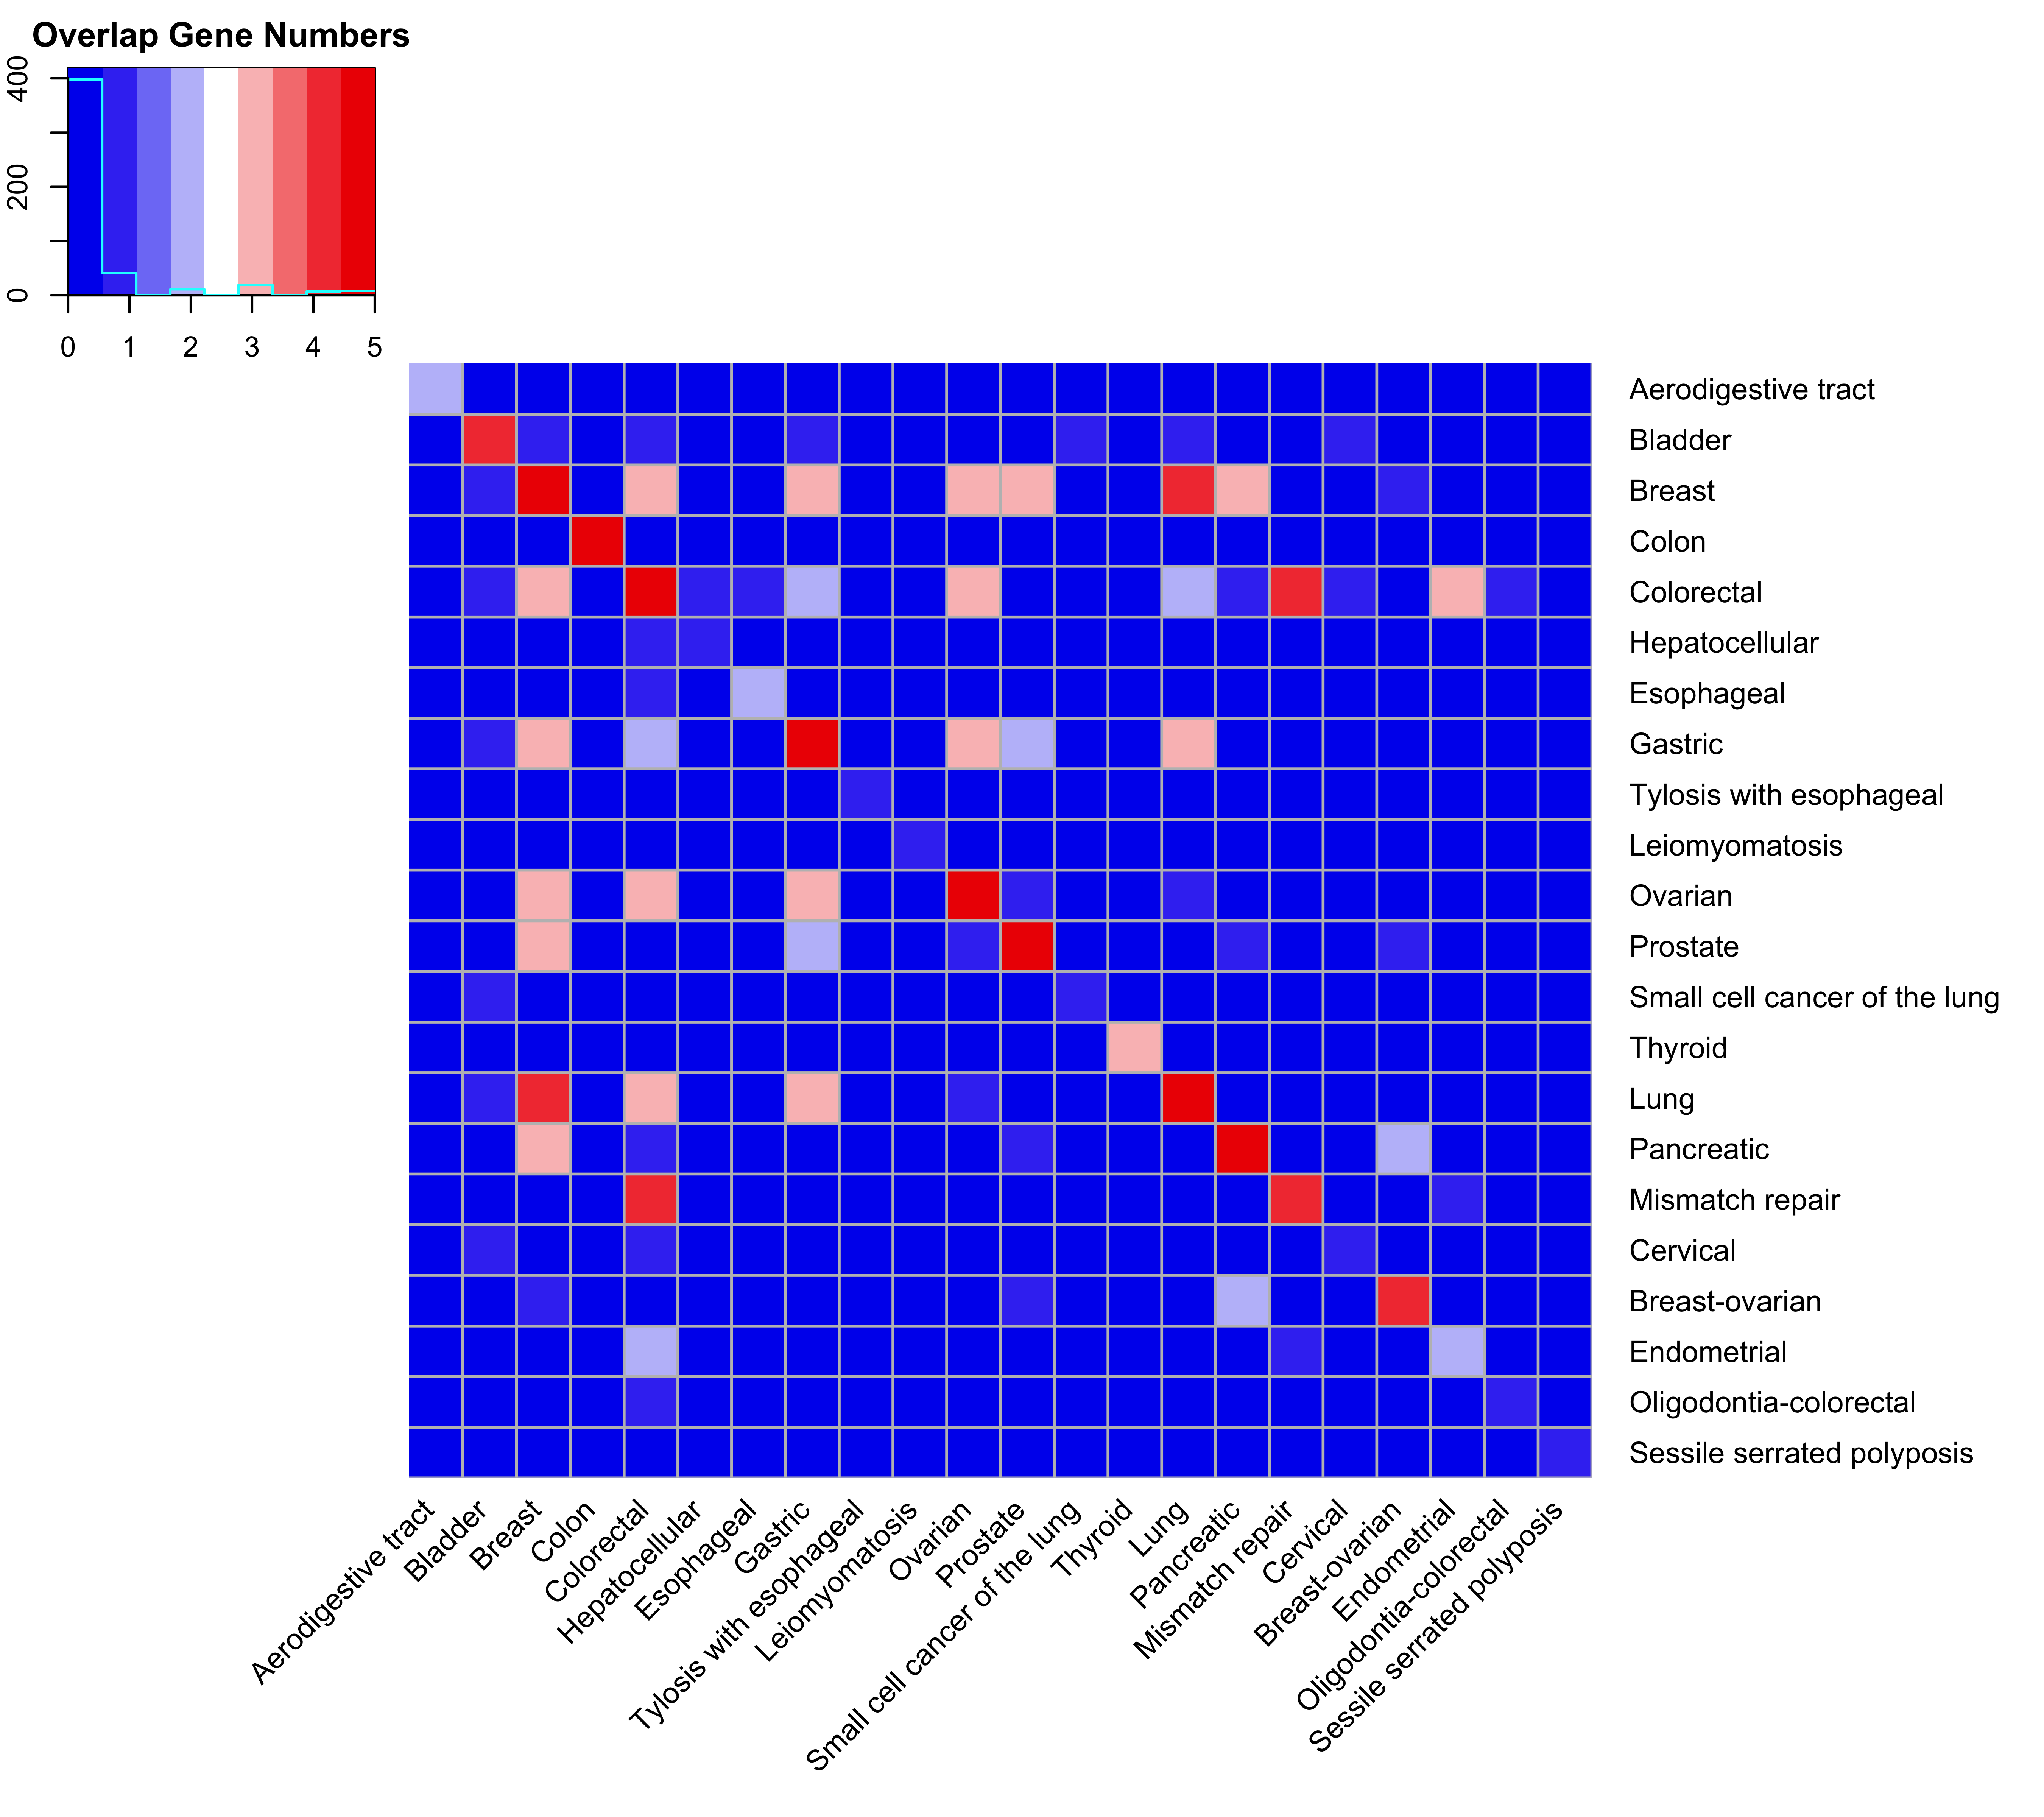 Overlap Gene Numbers
400
200
0
0 1 2 3 4 5
Aerodigestive tract
Bladder
Breast
Colon
Colorectal
Hepatocellular
Esophageal
Gastric
Tylosis with esophageal
Leiomyomatosis
Ovarian
Prostate
Small cell cancer of the lung
Thyroid
Lung
Pancreatic
Mismatch repair
Cervical
Breast-ovarian
Endometrial
Oligodontia-colorectal
Sessile serrated polyposis
Aerodigestive tract
Bladder
Breast
Colon
Colorectal
Hepatocellular
Esophageal
Gastric
Tylosis with esophageal
Leiomyomatosis
Ovarian
Prostate
Small cell cancer of the lung
Thyroid
Lung
Pancreatic
Mismatch repair
Cervical
Breast-ovarian
Endometrial
Oligodontia-colorectal
Sessile serrated polyposis